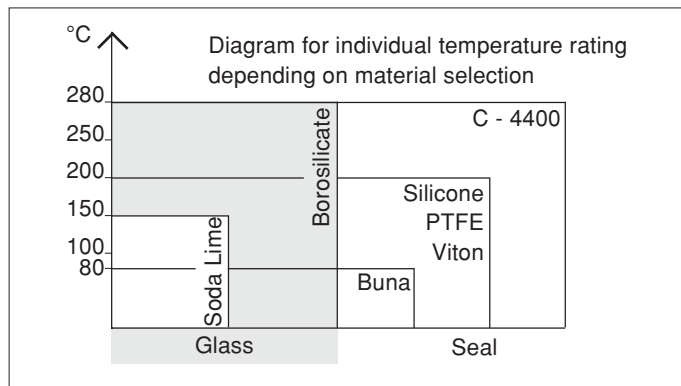 °C
Diagram for individual temperature rating
depending on material selection
280
250
200
150
100
80
Soda Lime
Borosilicate
C - 4400
Silicone
PTFE
Viton
Buna
Glass
Seal